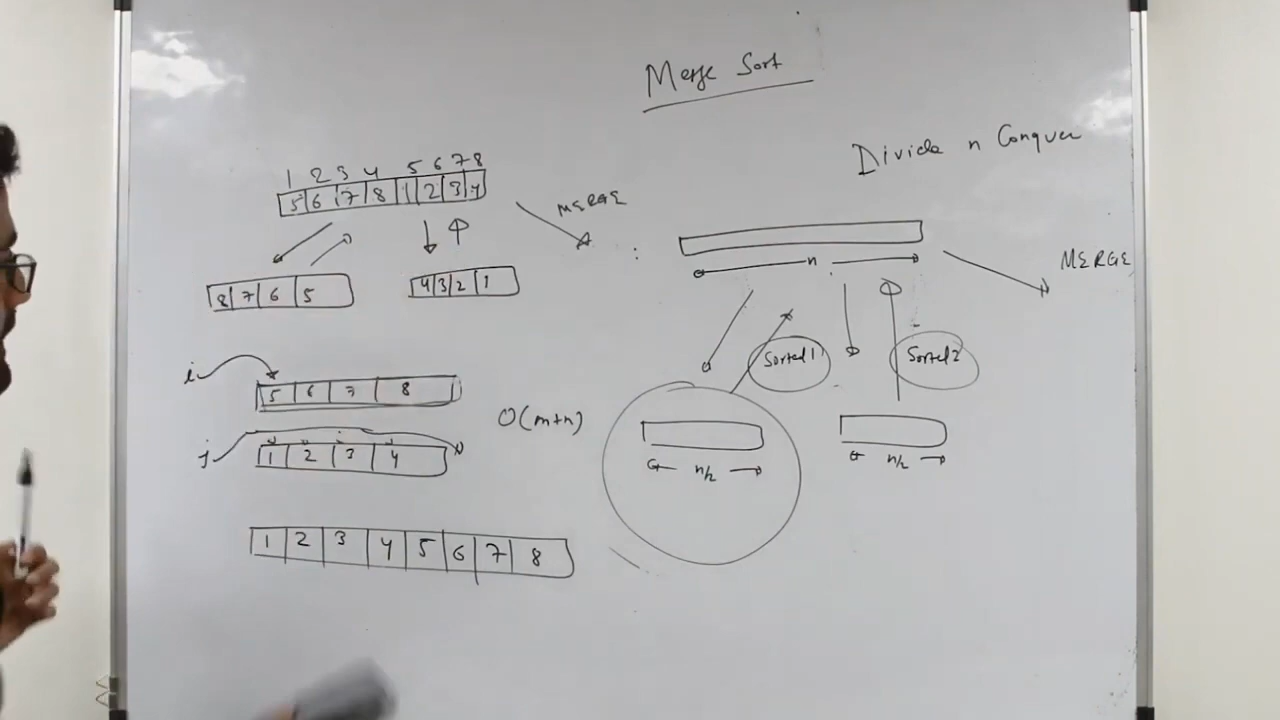 Merge Sort
Divide n Conquer
1 2 3 4 5 6 7 8
5 6 7 8 1 2 3 4
MERGE
n
MERGE
8 7 6 5
4 3 2 1
Sorted 1
Sorted 2
i
5 6 7 8
O(m+n)
j
1 2 3 4
n/2
n/2
1 2 3 4 5 6 7 8